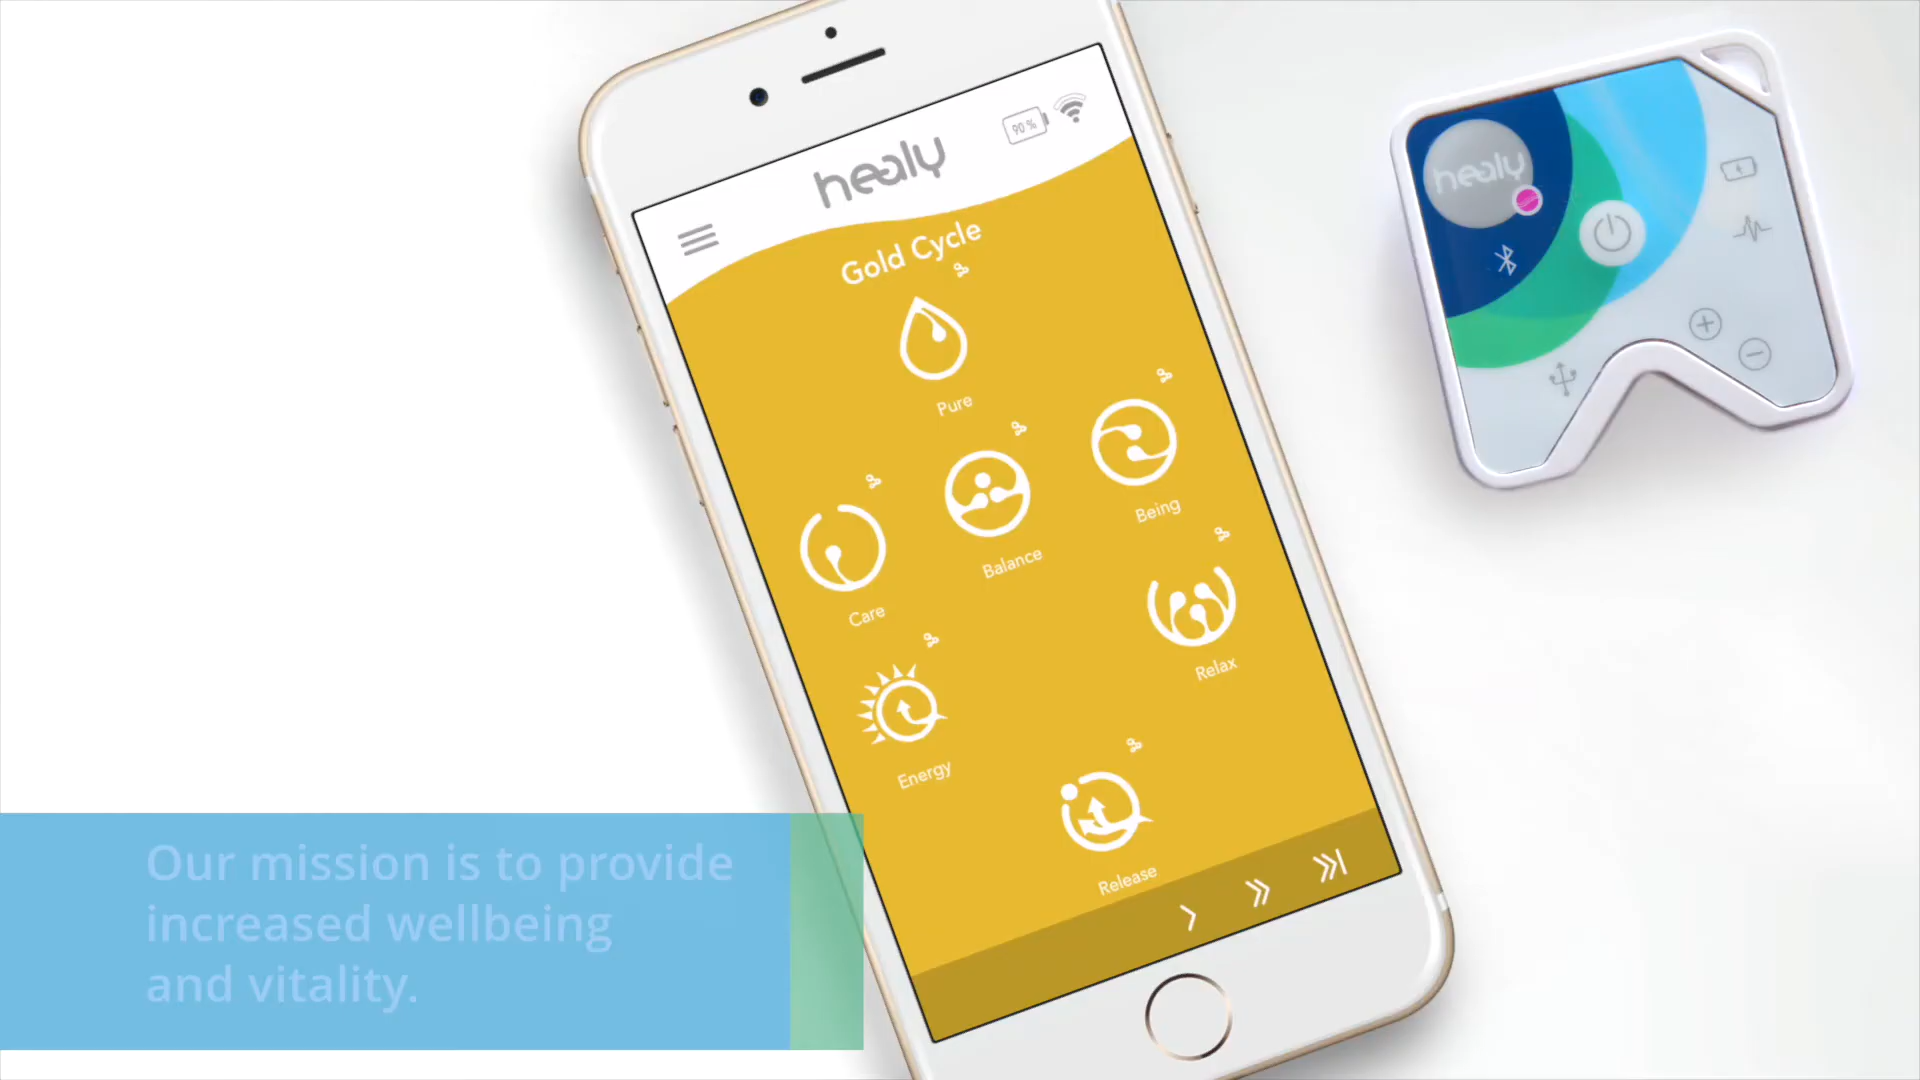 90 %
healy
healy
Gold Cycle
Pure
Being
Balance
Care
Relax
Energy
Release
Our mission is to provide
increased wellbeing
and vitality.